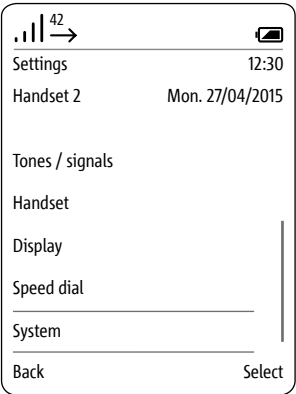 42
Settings 12:30
Handset 2 Mon. 27/04/2015
Tones / signals
Handset
Display
Speed dial
System
Back Select